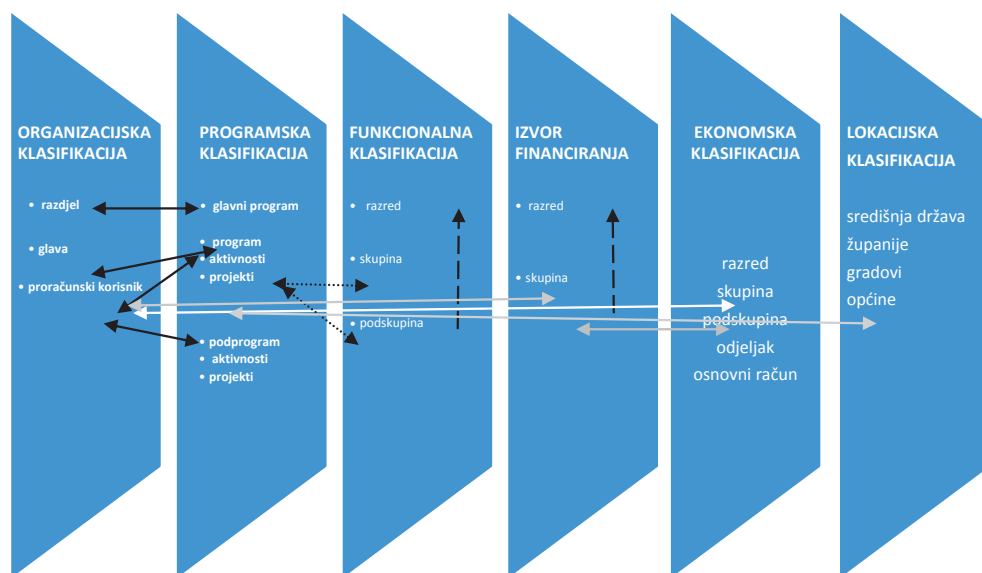 ORGANIZACIJSKA
KLASIFIKACIJA
• razdjel
• glava
• proračunski korisnik
PROGRAMSKA
KLASIFIKACIJA
• glavni program
• program
• aktivnosti
• projekti
• podprogram
• aktivnosti
• projekti
FUNKCIONALNA
KLASIFIKACIJA
• razred
• skupina
• podskupina
IZVOR
FINANCIRANJA
• razred
• skupina
EKONOMSKA
KLASIFIKACIJA
razred
skupina
podskupina
odjeljak
osnovni račun
LOKACIJSKA
KLASIFIKACIJA
središnja država
županije
gradovi
općine